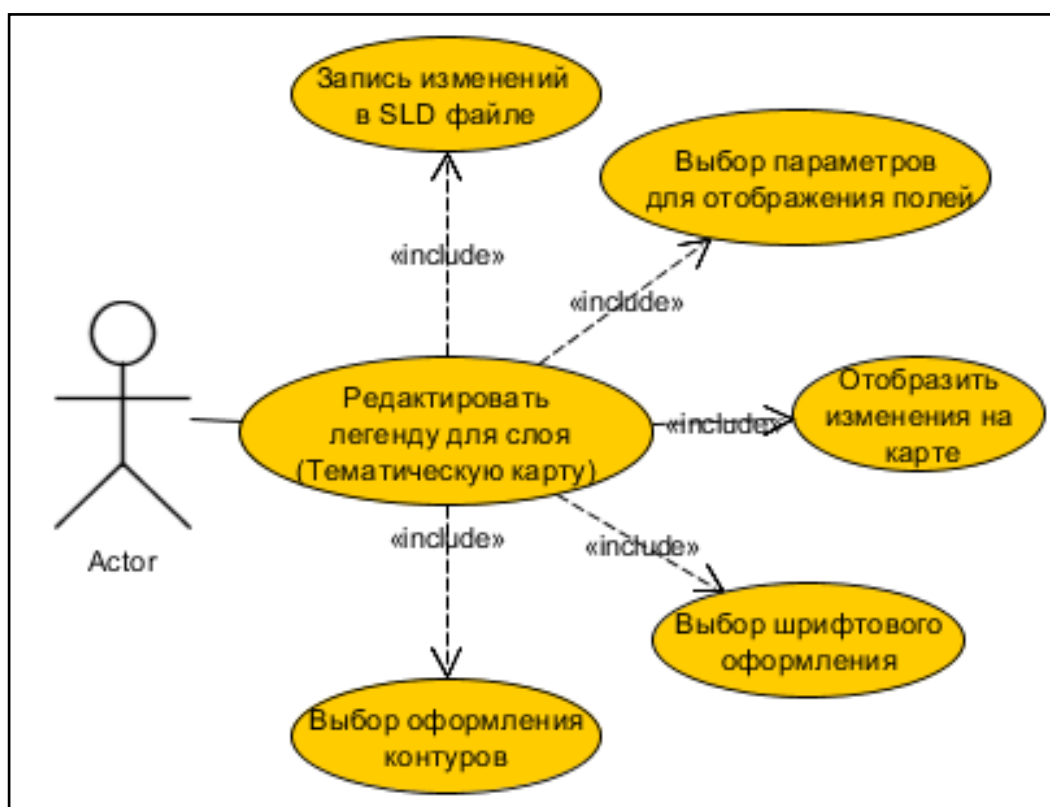 Запись изменений
в SLD файле
Выбор параметров
для отображения полей
«include»
«include»
Отобразить
изменения на
карте
Редактировать
легенду для слоя
(Тематическую карту)
«include»
«include»
«include»
Actor
Выбор шрифтового
оформления
Выбор оформления
контуров